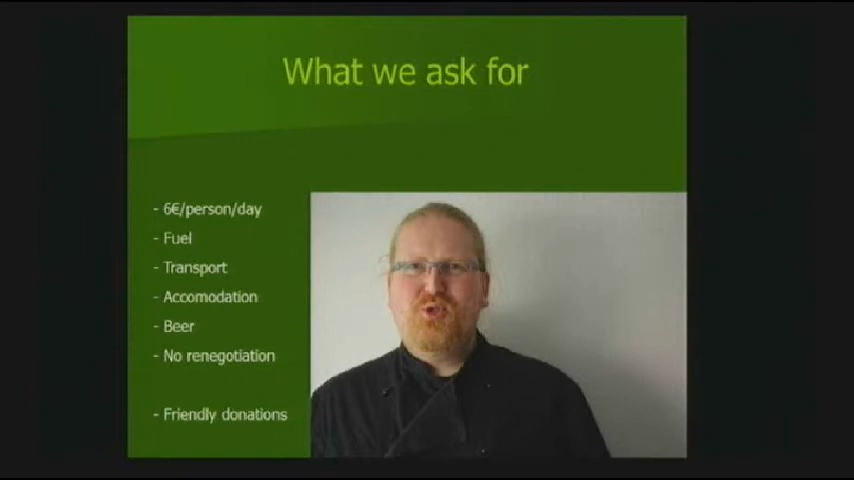 What we ask for
- 6€/person/day
- Fuel
- Transport
- Accomodation
- Beer
- No renegotiation
- Friendly donations